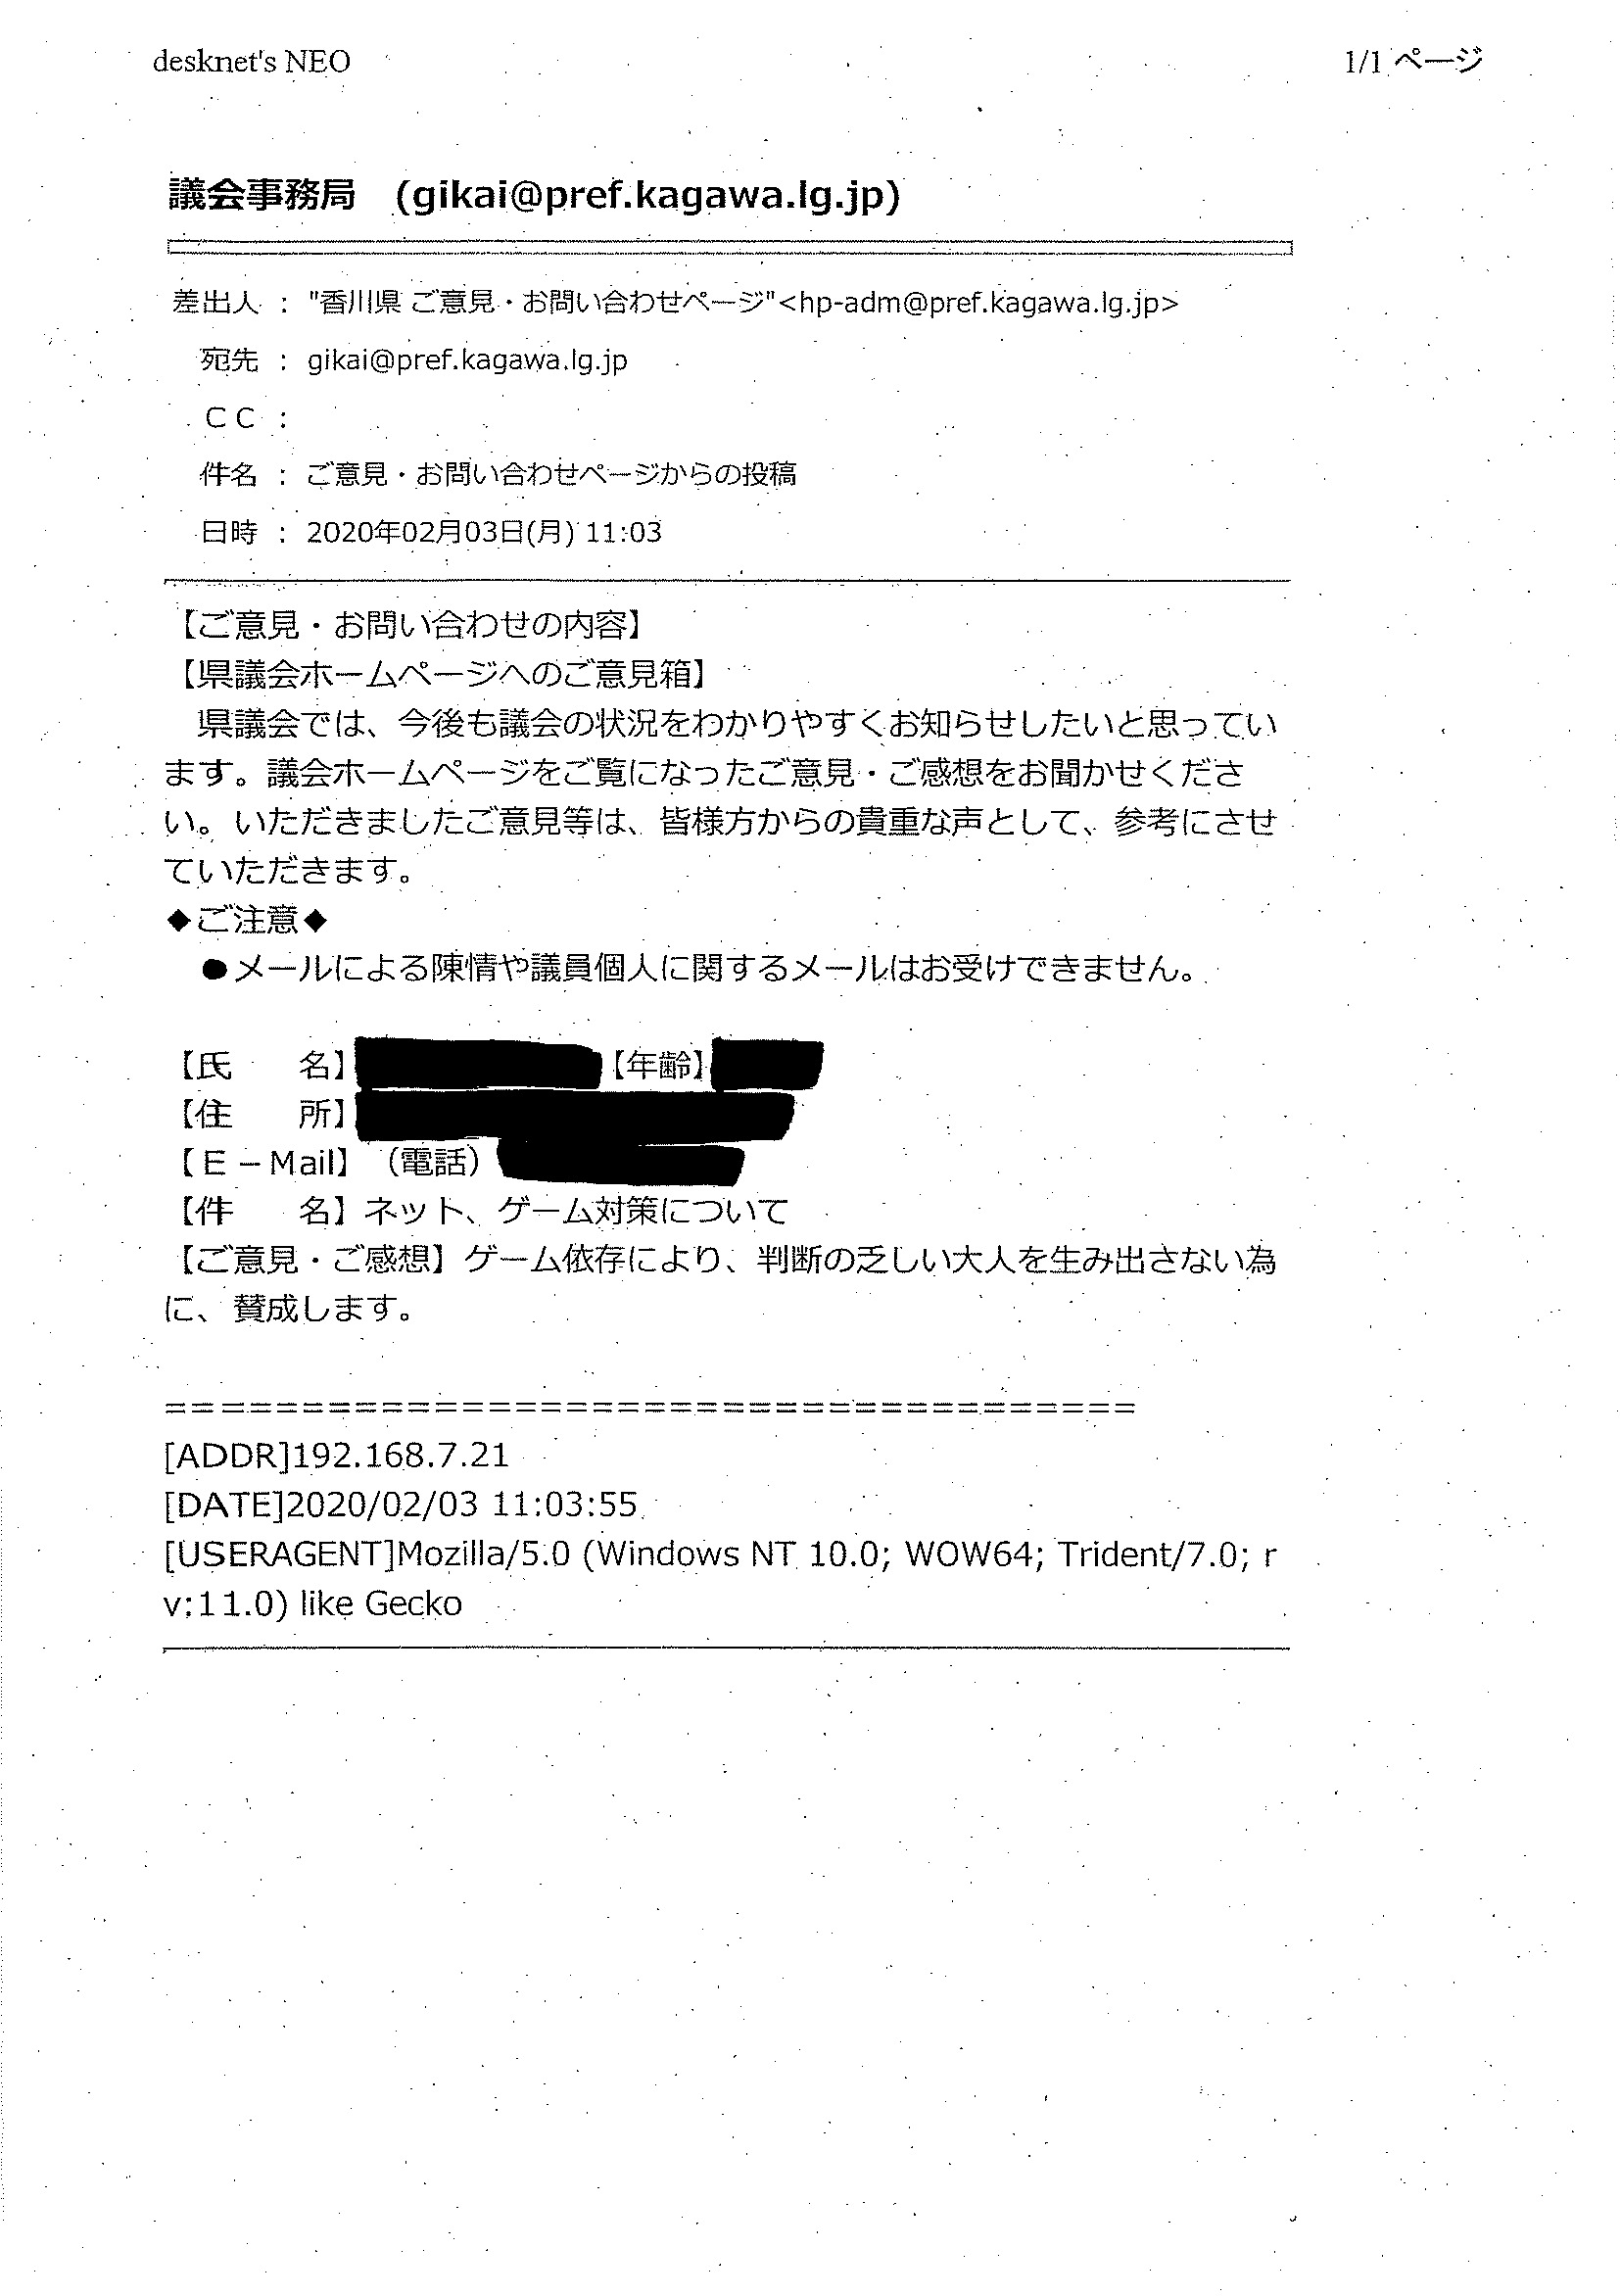 desknet's NEO 1/1 ページ
議会事務局 (gikai@pref.kagawa.lg.jp)
差出人 : "香川県 ご意見・お問い合わせページ"<hp-adm@pref.kagawa.lg.jp>
宛先 : gikai@pref.kagawa.lg.jp
ＣＣ :
件名 : ご意見・お問い合わせページからの投稿
日時 : 2020年02月03日(月) 11:03
【ご意見・お問い合わせの内容】
【県議会ホームページへのご意見箱】
　県議会では、今後も議会の状況をわかりやすくお知らせしたいと思ってい
ます。議会ホームページをご覧になったご意見・ご感想をお聞かせくださ
い。いただきましたご意見等は、皆様方からの貴重な声として、参考にさせ
ていただきます。
◆ご注意◆
　●メールによる陳情や議員個人に関するメールはお受けできません。
【氏　　名】【年齢】
【住　　所】
【Ｅ－Mail】（電話）
【件　　名】ネット、ゲーム対策について
【ご意見・ご感想】ゲーム依存により、判断の乏しい大人を生み出さない為
に、賛成します。
=====================================
[ADDR]192.168.7.21
[DATE]2020/02/03 11:03:55
[USERAGENT]Mozilla/5.0 (Windows NT 10.0; WOW64; Trident/7.0; r
v:11.0) like Gecko